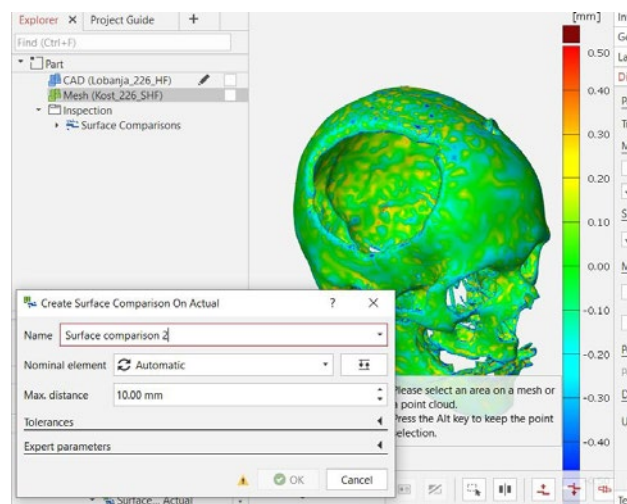 Explorer × Project Guide +
Find (Ctrl+F)
Part
CAD (Lobanja_226_HF)
Mesh (Kost_226_SHF)
Inspection
Surface Comparisons
[mm]
0.50
0.40
0.30
0.20
0.10
0.00
-0.10
-0.20
-0.30
-0.40
In
Ge
La
Di
Create Surface Comparison On Actual ? ×
Name Surface comparison 2
Nominal element Automatic
Max. distance 10.00 mm
Tolerances
Expert parameters
OK Cancel
Please select an area on a mesh or
a point cloud.
Press the Alt key to keep the point
selection.
Surface... Actual